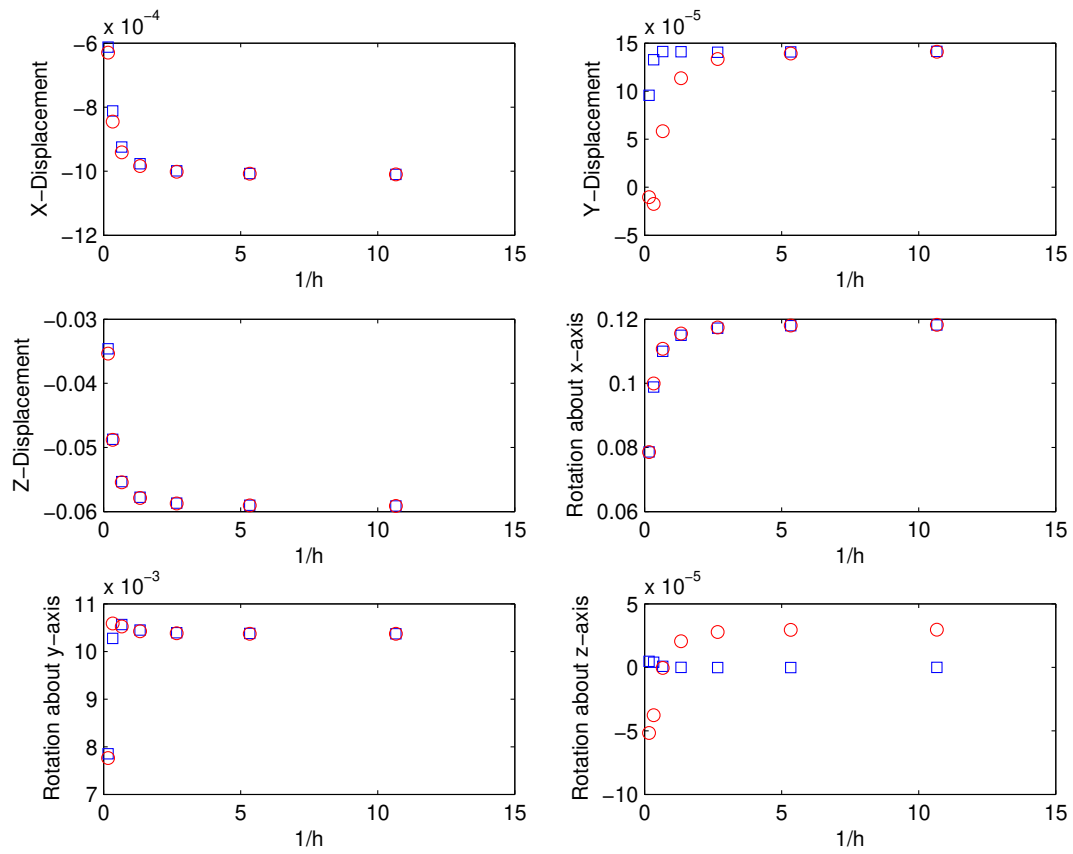 x 10⁻⁴
−6
−8
−10
−12
0 5 10 15
1/h
X−Displacement
x 10⁻⁵
15
10
5
0
−5
0 5 10 15
1/h
Y−Displacement
−0.03
−0.04
−0.05
−0.06
0 5 10 15
1/h
Z−Displacement
0.12
0.1
0.08
0.06
0 5 10 15
1/h
Rotation about x−axis
x 10⁻³
11
10
9
8
7
0 5 10 15
1/h
Rotation about y−axis
x 10⁻⁵
5
0
−5
−10
0 5 10 15
1/h
Rotation about z−axis